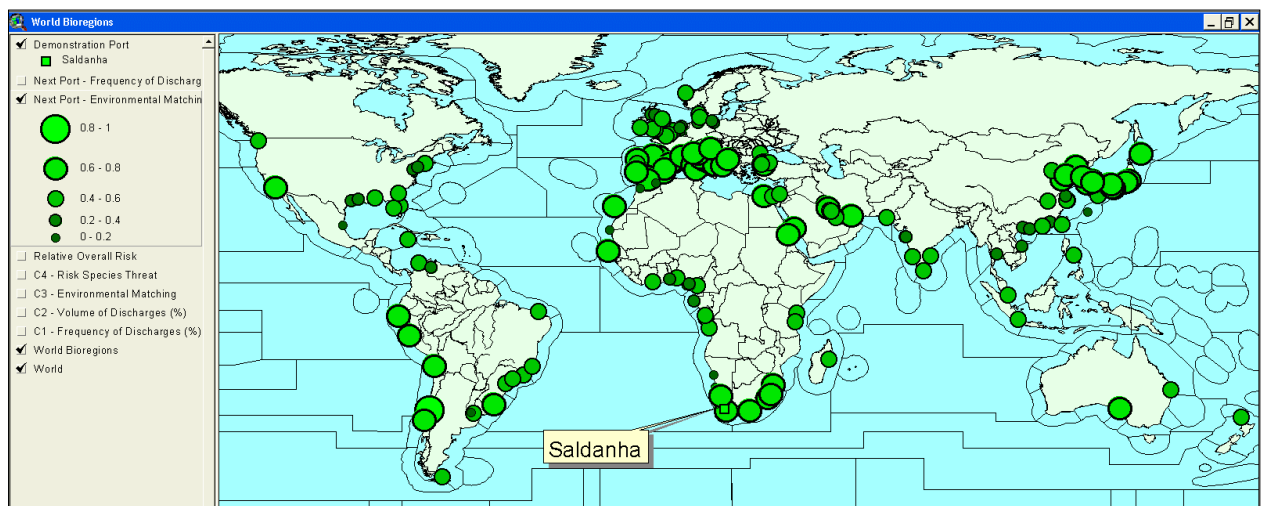 World Bioregions
Demonstration Port
Saldanha
Next Port - Frequency of Discharg
Next Port - Environmental Matchin
0.8 - 1
0.6 - 0.8
0.4 - 0.6
0.2 - 0.4
0 - 0.2
Relative Overall Risk
C4 - Risk Species Threat
C3 - Environmental Matching
C2 - Volume of Discharges (%)
C1 - Frequency of Discharges (%)
World Bioregions
World
Saldanha